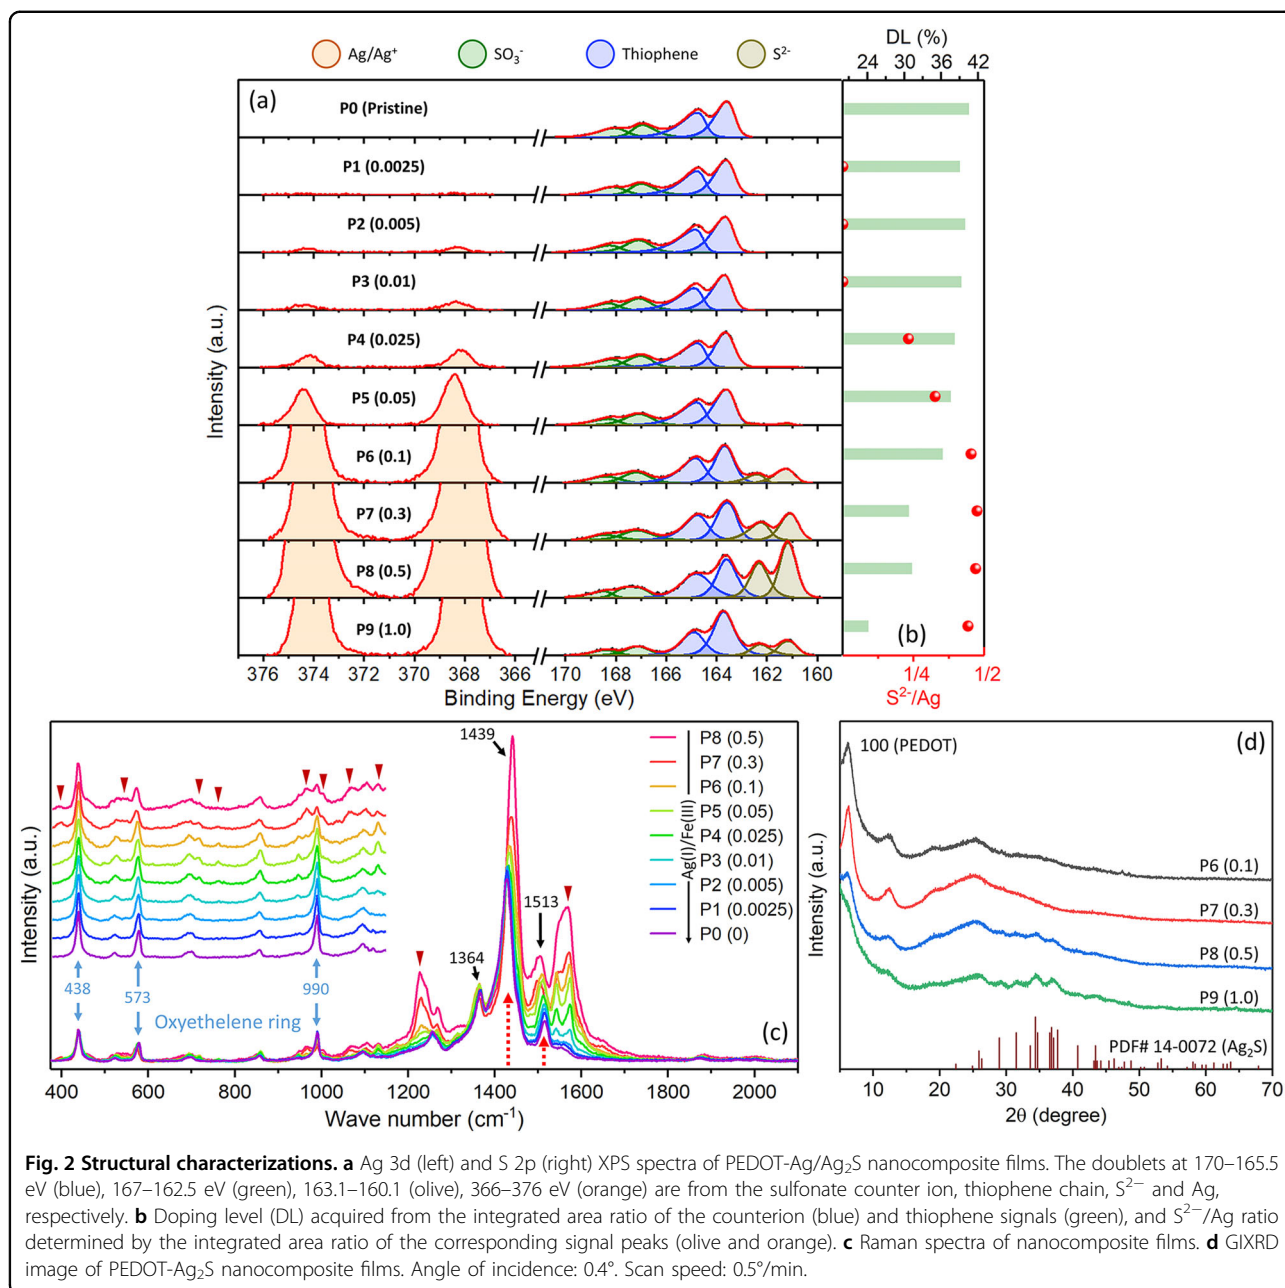 Ag/Ag⁺ SO₃⁻ Thiophene S²⁻
DL (%)
24 30 36 42
(a)
P0 (Pristine)
P1 (0.0025)
P2 (0.005)
P3 (0.01)
P4 (0.025)
P5 (0.05)
P6 (0.1)
P7 (0.3)
P8 (0.5)
P9 (1.0)
Intensity (a.u.)
376 374 372 370 368 366 170 168 166 164 162 160
Binding Energy (eV)
(b)
1/4 1/2
S²⁻/Ag
1439
P8 (0.5)
P7 (0.3)
P6 (0.1)
P5 (0.05)
P4 (0.025)
P3 (0.01)
P2 (0.005)
P1 (0.0025)
P0 (0)
Ag(I)/Fe(III)
1513
1364
438 573 990
Oxyethelene ring
(c)
Intensity (a.u.)
400 600 800 1000 1200 1400 1600 1800 2000
Wave number (cm⁻¹)
100 (PEDOT)
(d)
P6 (0.1)
P7 (0.3)
P8 (0.5)
P9 (1.0)
PDF# 14-0072 (Ag₂S)
Intensity (a.u.)
10 20 30 40 50 60 70
2θ (degree)
Fig. 2 Structural characterizations. a Ag 3d (left) and S 2p (right) XPS spectra of PEDOT-Ag/Ag₂S nanocomposite films. The doublets at 170–165.5
eV (blue), 167–162.5 eV (green), 163.1–160.1 (olive), 366–376 eV (orange) are from the sulfonate counter ion, thiophene chain, S²⁻ and Ag,
respectively. b Doping level (DL) acquired from the integrated area ratio of the counterion (blue) and thiophene signals (green), and S²⁻/Ag ratio
determined by the integrated area ratio of the corresponding signal peaks (olive and orange). c Raman spectra of nanocomposite films. d GIXRD
image of PEDOT-Ag₂S nanocomposite films. Angle of incidence: 0.4°. Scan speed: 0.5°/min.